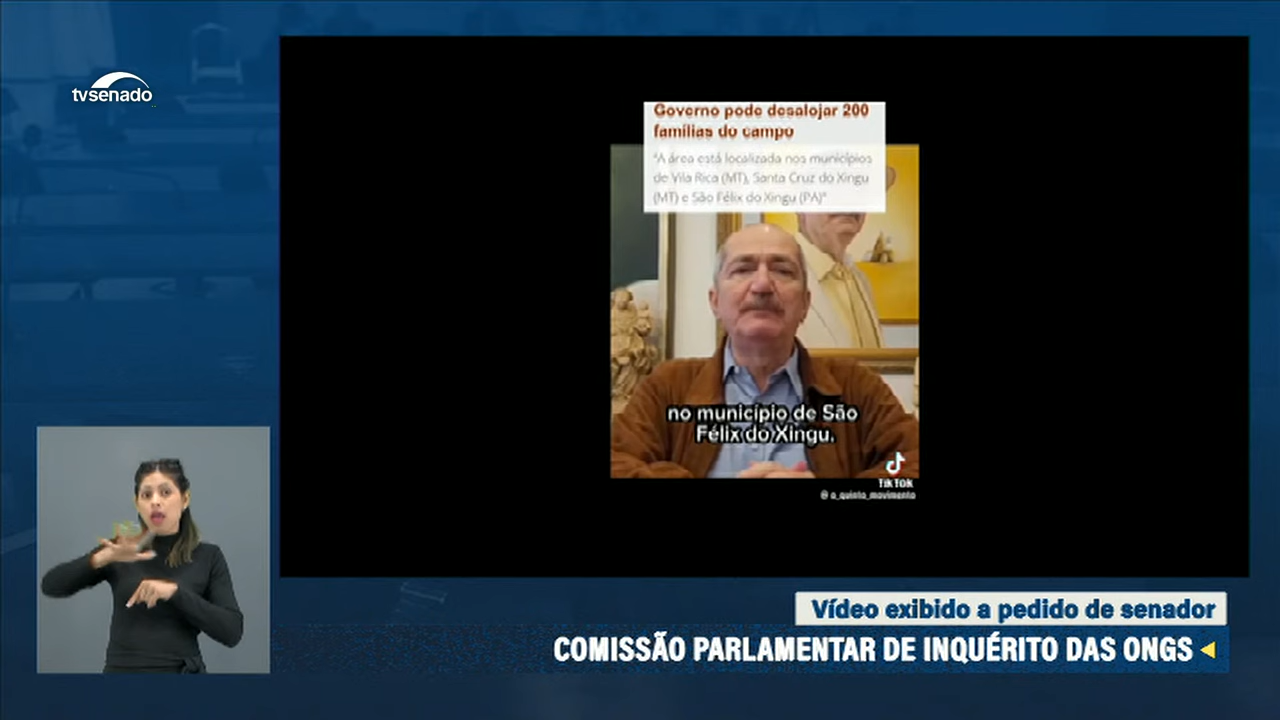 tvsenado
Governo pode desalojar 200
famílias do campo
"A área está localizada nos municípios
de Vila Rica (MT), Santa Cruz do Xingu
(MT) e São Félix do Xingu (PA)"
no município de São
Félix do Xingu.
TikTok
@o_quinto_movimento
Vídeo exibido a pedido de senador
COMISSÃO PARLAMENTAR DE INQUÉRITO DAS ONGS